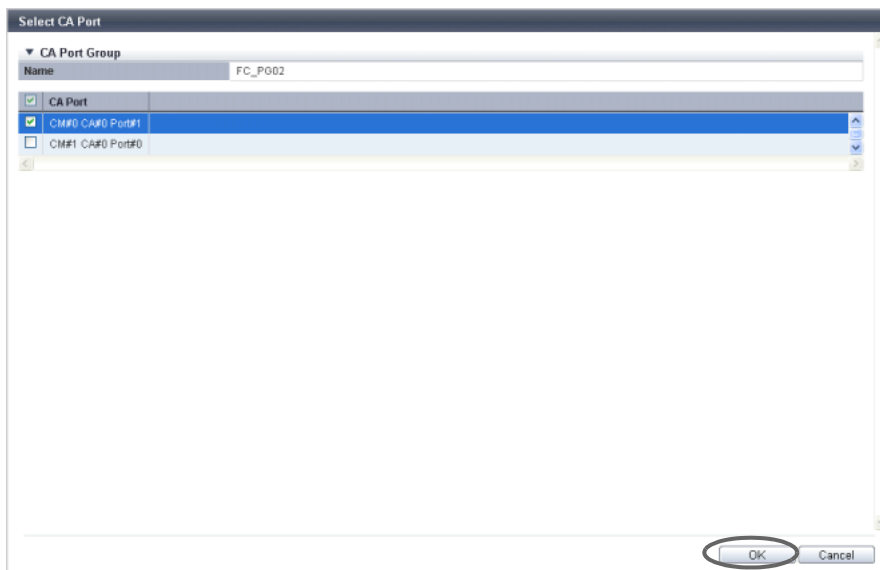 Select CA Port
▼ CA Port Group
Name FC_PG02
CA Port
CM#0 CA#0 Port#1
CM#1 CA#0 Port#0
OK Cancel